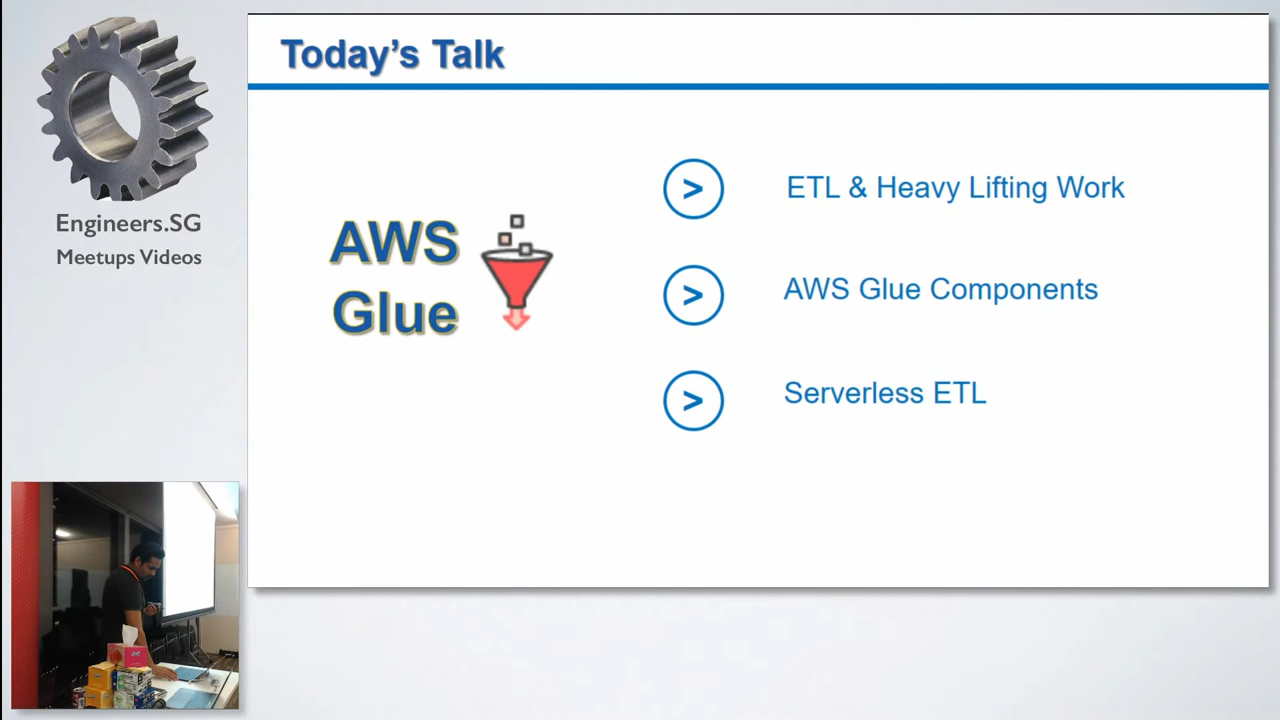 Today's Talk
AWS
Glue
> ETL & Heavy Lifting Work
> AWS Glue Components
> Serverless ETL
Engineers.SG
Meetups Videos